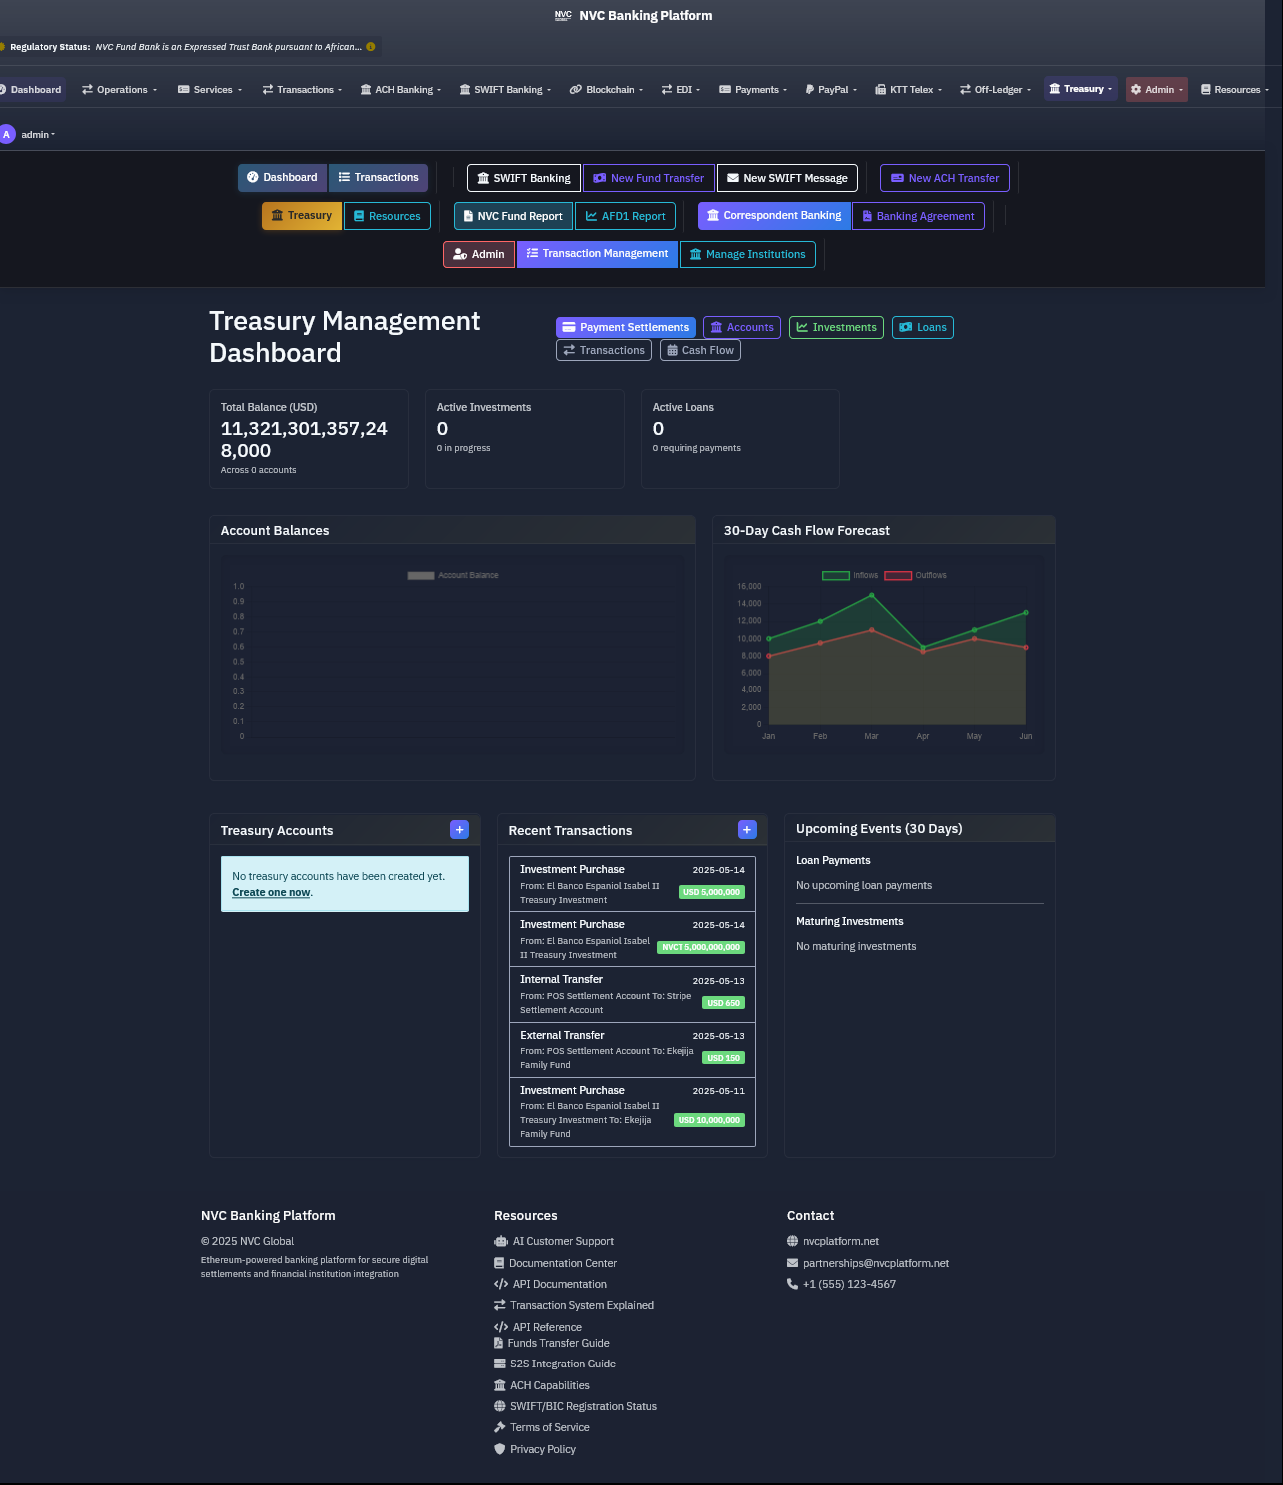 NVC GLOBAL NVC Banking Platform
Regulatory Status: NVC Fund Bank is an Expressed Trust Bank pursuant to African...
Dashboard Operations Services Transactions ACH Banking SWIFT Banking Blockchain EDI Payments PayPal KTT Telex Off-Ledger Treasury Admin Resources
A admin
Dashboard Transactions SWIFT Banking New Fund Transfer New SWIFT Message New ACH Transfer
Treasury Resources NVC Fund Report AFD1 Report Correspondent Banking Banking Agreement
Admin Transaction Management Manage Institutions
Treasury Management
Dashboard
Payment Settlements Accounts Investments Loans
Transactions Cash Flow
Total Balance (USD)
11,321,301,357,24
8,000
Across 0 accounts
Active Investments
0
0 in progress
Active Loans
0
0 requiring payments
Account Balances
Account Balance
1.0
0.9
0.8
0.7
0.6
0.5
0.4
0.3
0.2
0.1
0
30-Day Cash Flow Forecast
Inflows Outflows
16,000
14,000
12,000
10,000
8,000
6,000
4,000
2,000
0
Jan Feb Mar Apr May Jun
Treasury Accounts +
No treasury accounts have been created yet.
Create one now.
Recent Transactions +
Investment Purchase 2025-05-14
From: El Banco Espaniol Isabel II
Treasury Investment
USD 5,000,000
Investment Purchase 2025-05-14
From: El Banco Espaniol Isabel
II Treasury Investment
NVCT 5,000,000,000
Internal Transfer 2025-05-13
From: POS Settlement Account To: Stripe
Settlement Account
USD 650
External Transfer 2025-05-13
From: POS Settlement Account To: Ekejija
Family Fund
USD 150
Investment Purchase 2025-05-11
From: El Banco Espaniol Isabel II
Treasury Investment To: Ekejija
Family Fund
USD 10,000,000
Upcoming Events (30 Days)
Loan Payments
No upcoming loan payments
Maturing Investments
No maturing investments
NVC Banking Platform
© 2025 NVC Global
Ethereum-powered banking platform for secure digital
settlements and financial institution integration
Resources
AI Customer Support
Documentation Center
API Documentation
Transaction System Explained
API Reference
Funds Transfer Guide
S2S Integration Guide
ACH Capabilities
SWIFT/BIC Registration Status
Terms of Service
Privacy Policy
Contact
nvcplatform.net
partnerships@nvcplatform.net
+1 (555) 123-4567